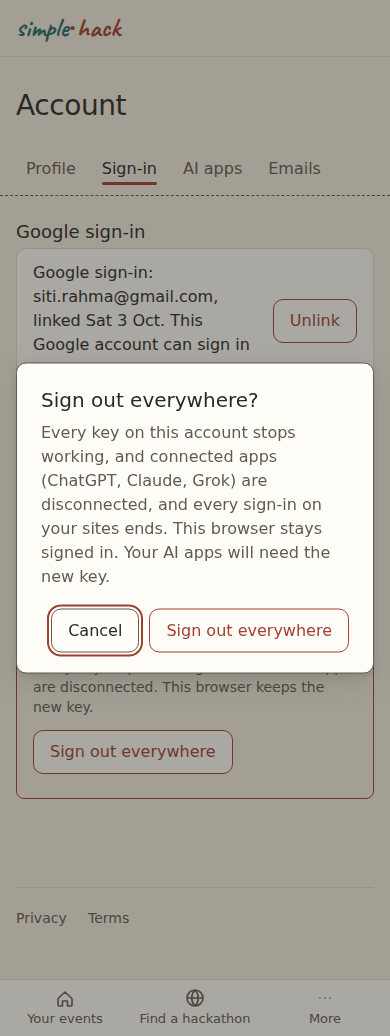 simple·hack
Account
Profile Sign-in AI apps Emails
Google sign-in
Google sign-in:
siti.rahma@gmail.com,
linked Sat 3 Oct. This
Google account can sign in
Unlink
Sign out everywhere?
Every key on this account stops
working, and connected apps
(ChatGPT, Claude, Grok) are
disconnected, and every sign-in on
your sites ends. This browser stays
signed in. Your AI apps will need the
new key.
Cancel Sign out everywhere
are disconnected. This browser keeps the
new key.
Sign out everywhere
Privacy Terms
Your events Find a hackathon More